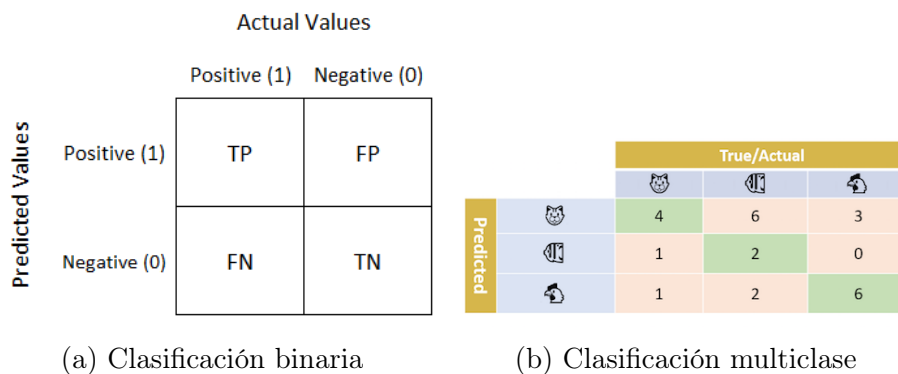 Actual Values
Positive (1) Negative (0)
Predicted Values
Positive (1) TP FP
Negative (0) FN TN
(a) Clasificación binaria
True/Actual
Predicted
4 6 3
1 2 0
1 2 6
(b) Clasificación multiclase